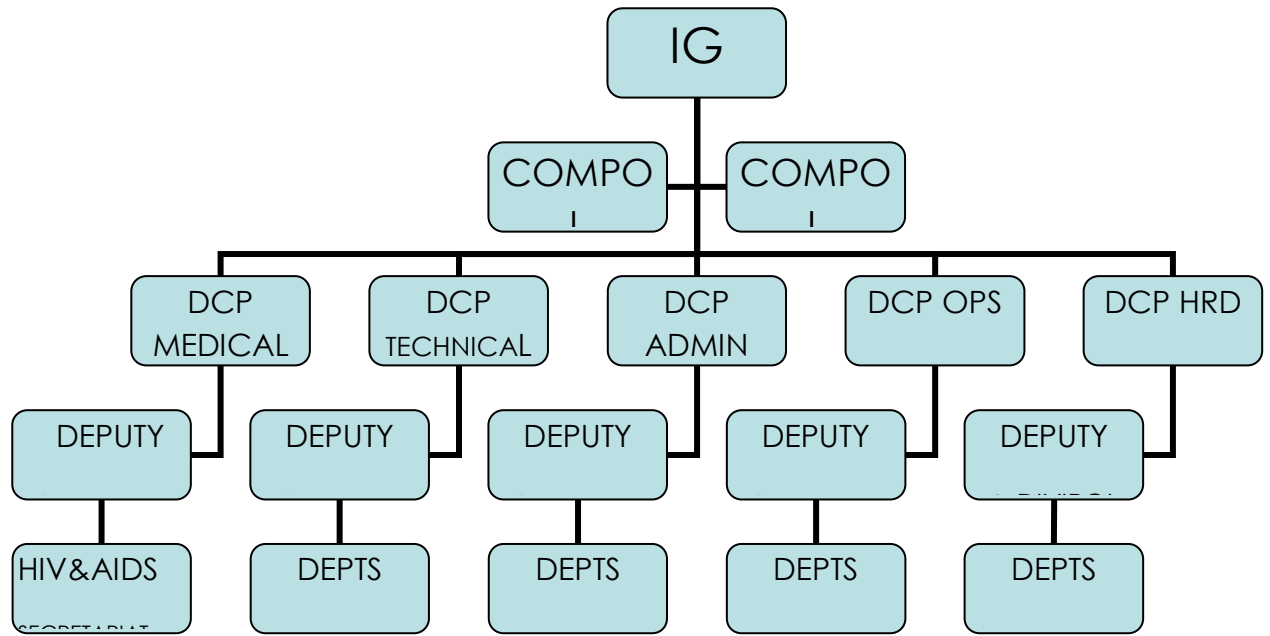 IG
COMPO
COMPO
DCP
MEDICAL
DCP
TECHNICAL
DCP
ADMIN
DCP OPS
DCP HRD
DEPUTY
DEPUTY
DEPUTY
DEPUTY
DEPUTY
HIV&AIDS
SECRETARIAT
DEPTS
DEPTS
DEPTS
DEPTS